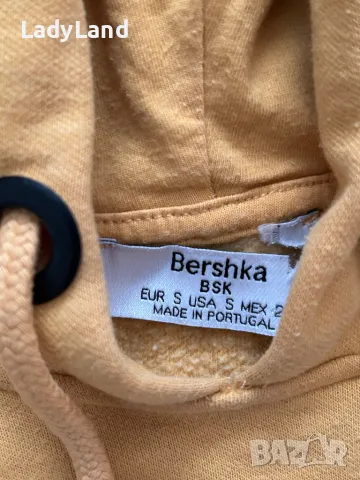 LadyLand
Bershka
BSK
EUR S USA S MEX 2
MADE IN PORTUGAL
BAZAR